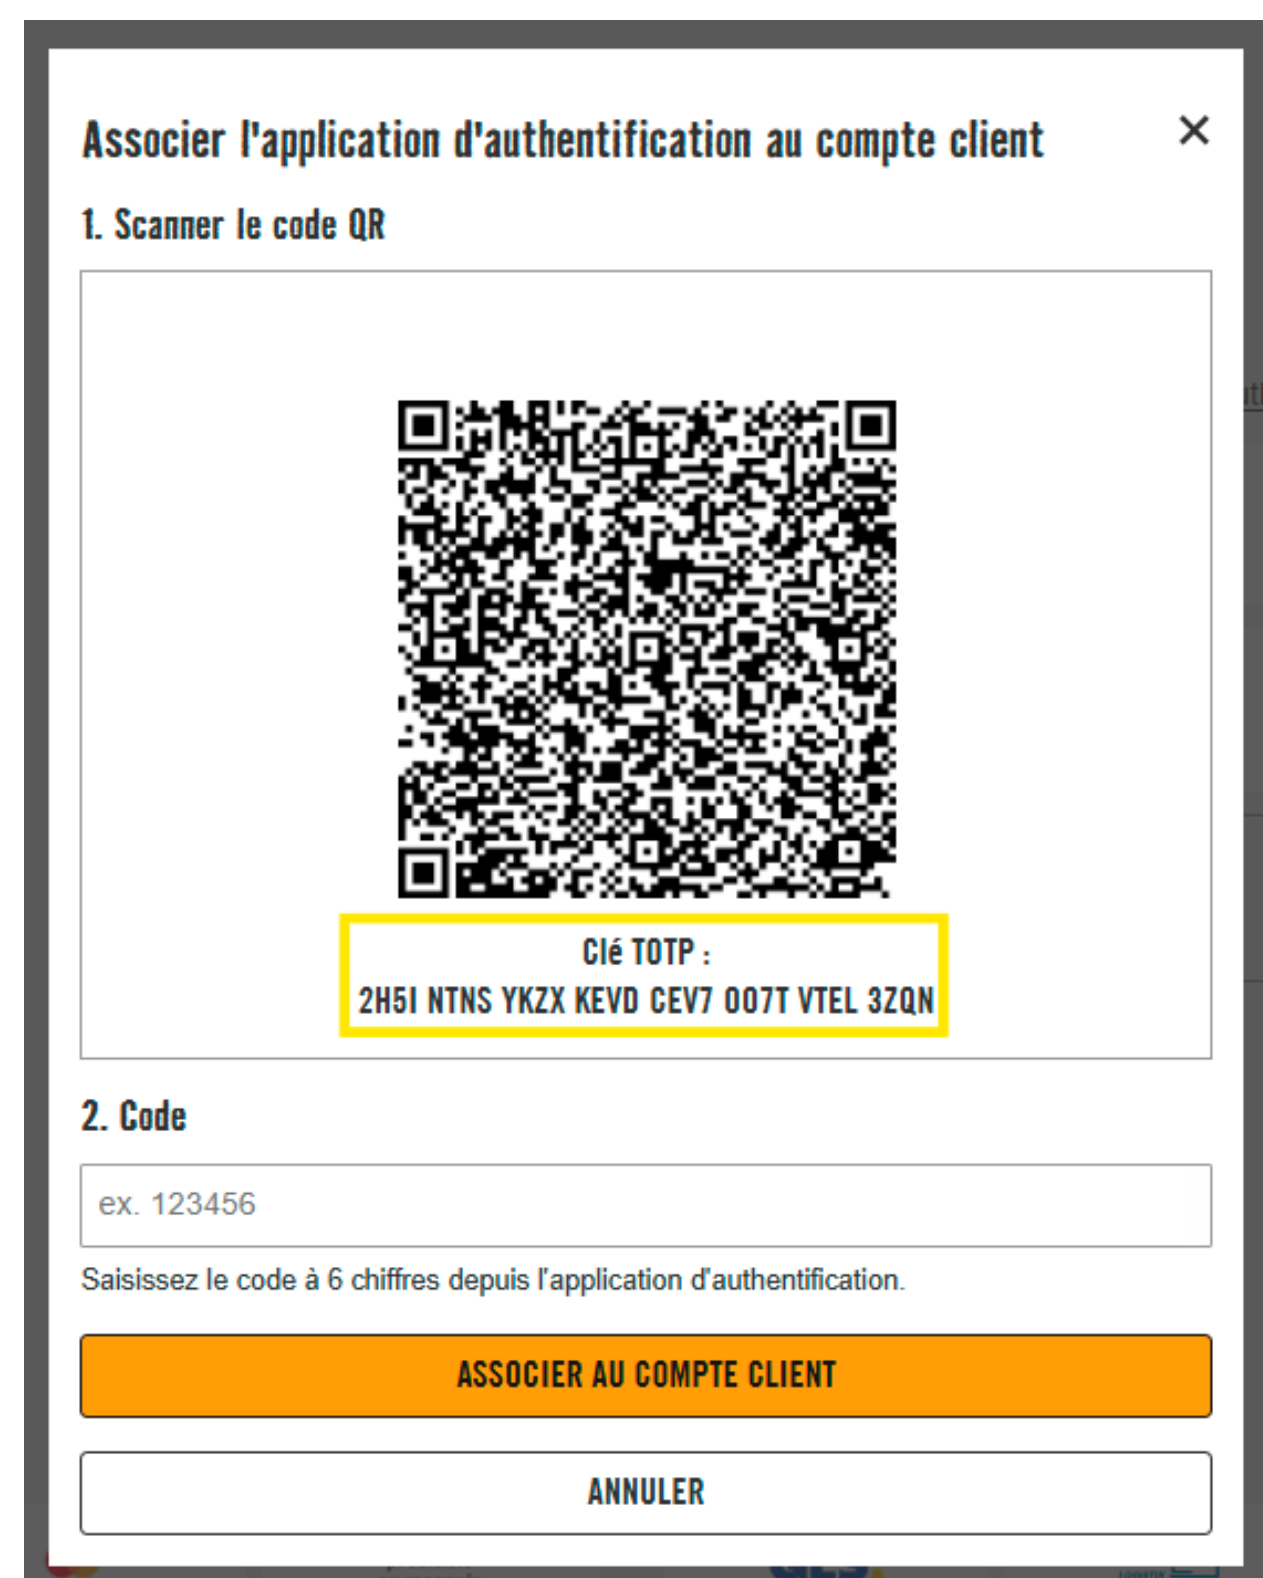 Associer l'application d'authentification au compte client
1. Scanner le code QR
Clé TOTP :
2H5I NTNS YKZX KEVD CEV7 OO7T VTEL 3ZQN
2. Code
ex. 123456
Saisissez le code à 6 chiffres depuis l'application d'authentification.
ASSOCIER AU COMPTE CLIENT
ANNULER